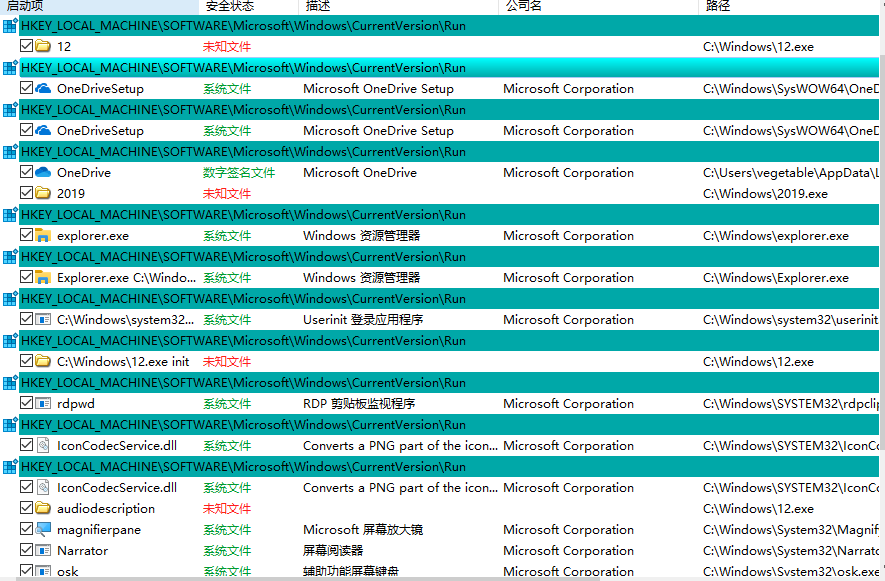 启动项 安全状态 描述 公司名 路径
HKEY_LOCAL_MACHINE\SOFTWARE\Microsoft\Windows\CurrentVersion\Run
12 未知文件 C:\Windows\12.exe
HKEY_LOCAL_MACHINE\SOFTWARE\Microsoft\Windows\CurrentVersion\Run
OneDriveSetup 系统文件 Microsoft OneDrive Setup Microsoft Corporation C:\Windows\SysWOW64\OneD
HKEY_LOCAL_MACHINE\SOFTWARE\Microsoft\Windows\CurrentVersion\Run
OneDriveSetup 系统文件 Microsoft OneDrive Setup Microsoft Corporation C:\Windows\SysWOW64\OneD
HKEY_LOCAL_MACHINE\SOFTWARE\Microsoft\Windows\CurrentVersion\Run
OneDrive 数字签名文件 Microsoft OneDrive Microsoft Corporation C:\Users\vegetable\AppData\L
2019 未知文件 C:\Windows\2019.exe
HKEY_LOCAL_MACHINE\SOFTWARE\Microsoft\Windows\CurrentVersion\Run
explorer.exe 系统文件 Windows 资源管理器 Microsoft Corporation C:\Windows\explorer.exe
HKEY_LOCAL_MACHINE\SOFTWARE\Microsoft\Windows\CurrentVersion\Run
Explorer.exe C:\Windo... 系统文件 Windows 资源管理器 Microsoft Corporation C:\Windows\Explorer.exe
HKEY_LOCAL_MACHINE\SOFTWARE\Microsoft\Windows\CurrentVersion\Run
C:\Windows\system32... 系统文件 Userinit 登录应用程序 Microsoft Corporation C:\Windows\system32\userinit
HKEY_LOCAL_MACHINE\SOFTWARE\Microsoft\Windows\CurrentVersion\Run
C:\Windows\12.exe init 未知文件 C:\Windows\12.exe
HKEY_LOCAL_MACHINE\SOFTWARE\Microsoft\Windows\CurrentVersion\Run
rdpwd 系统文件 RDP 剪贴板监视程序 Microsoft Corporation C:\Windows\SYSTEM32\rdpclip
HKEY_LOCAL_MACHINE\SOFTWARE\Microsoft\Windows\CurrentVersion\Run
IconCodecService.dll 系统文件 Converts a PNG part of the icon... Microsoft Corporation C:\Windows\SYSTEM32\IconCo
HKEY_LOCAL_MACHINE\SOFTWARE\Microsoft\Windows\CurrentVersion\Run
IconCodecService.dll 系统文件 Converts a PNG part of the icon... Microsoft Corporation C:\Windows\SYSTEM32\IconCo
audiodescription 未知文件 C:\Windows\12.exe
magnifierpane 系统文件 Microsoft 屏幕放大镜 Microsoft Corporation C:\Windows\System32\Magnify
Narrator 系统文件 屏幕阅读器 Microsoft Corporation C:\Windows\System32\Narrato
osk 系统文件 辅助功能屏幕键盘 Microsoft Corporation C:\Windows\System32\osk.exe